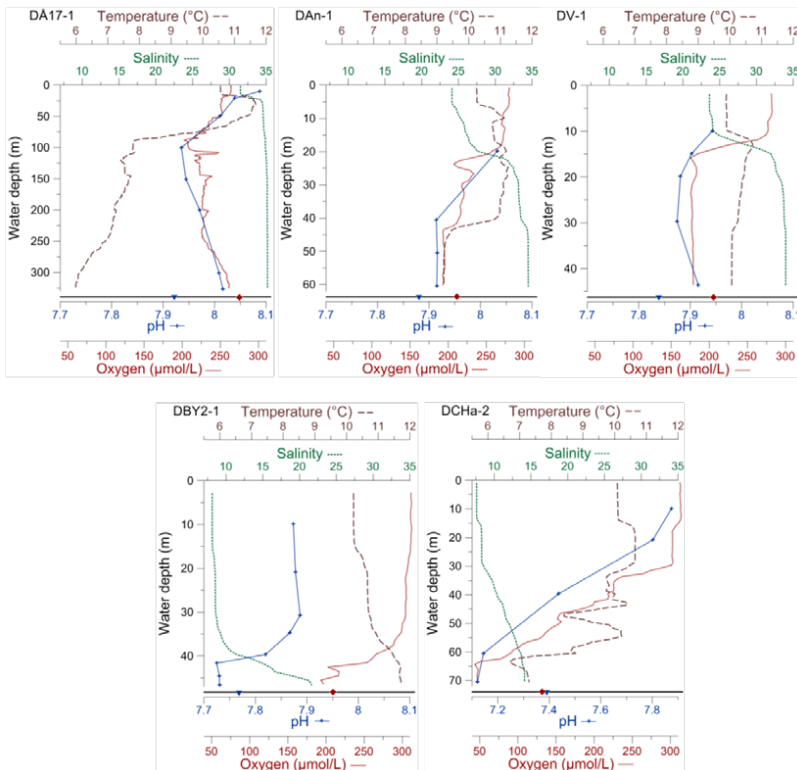 DÅ17-1 Temperature (°C)
6 7 8 9 10 11 12
Salinity
10 15 20 25 30 35
Water depth (m)
0
50
100
150
200
250
300
7.7 7.8 7.9 8 8.1
pH
50 100 150 200 250 300
Oxygen (µmol/L)
DAn-1 Temperature (°C)
6 7 8 9 10 11 12
Salinity
10 15 20 25 30 35
Water depth (m)
0
10
20
30
40
50
60
7.7 7.8 7.9 8 8.1
pH
50 100 150 200 250 300
Oxygen (µmol/L)
DV-1 Temperature (°C)
6 7 8 9 10 11 12
Salinity
10 15 20 25 30 35
Water depth (m)
0
10
20
30
40
7.7 7.8 7.9 8 8.1
pH
50 100 150 200 250 300
Oxygen (µmol/L)
DBY2-1 Temperature (°C)
6 7 8 9 10 11 12
Salinity
10 15 20 25 30 35
Water depth (m)
0
10
20
30
40
7.7 7.8 7.9 8 8.1
pH
50 100 150 200 250 300
Oxygen (µmol/L)
DCHa-2 Temperature (°C)
6 7 8 9 10 11 12
Salinity
10 15 20 25 30 35
Water depth (m)
0
10
20
30
40
50
60
70
7.2 7.4 7.6 7.8
pH
50 100 150 200 250 300
Oxygen (µmol/L)